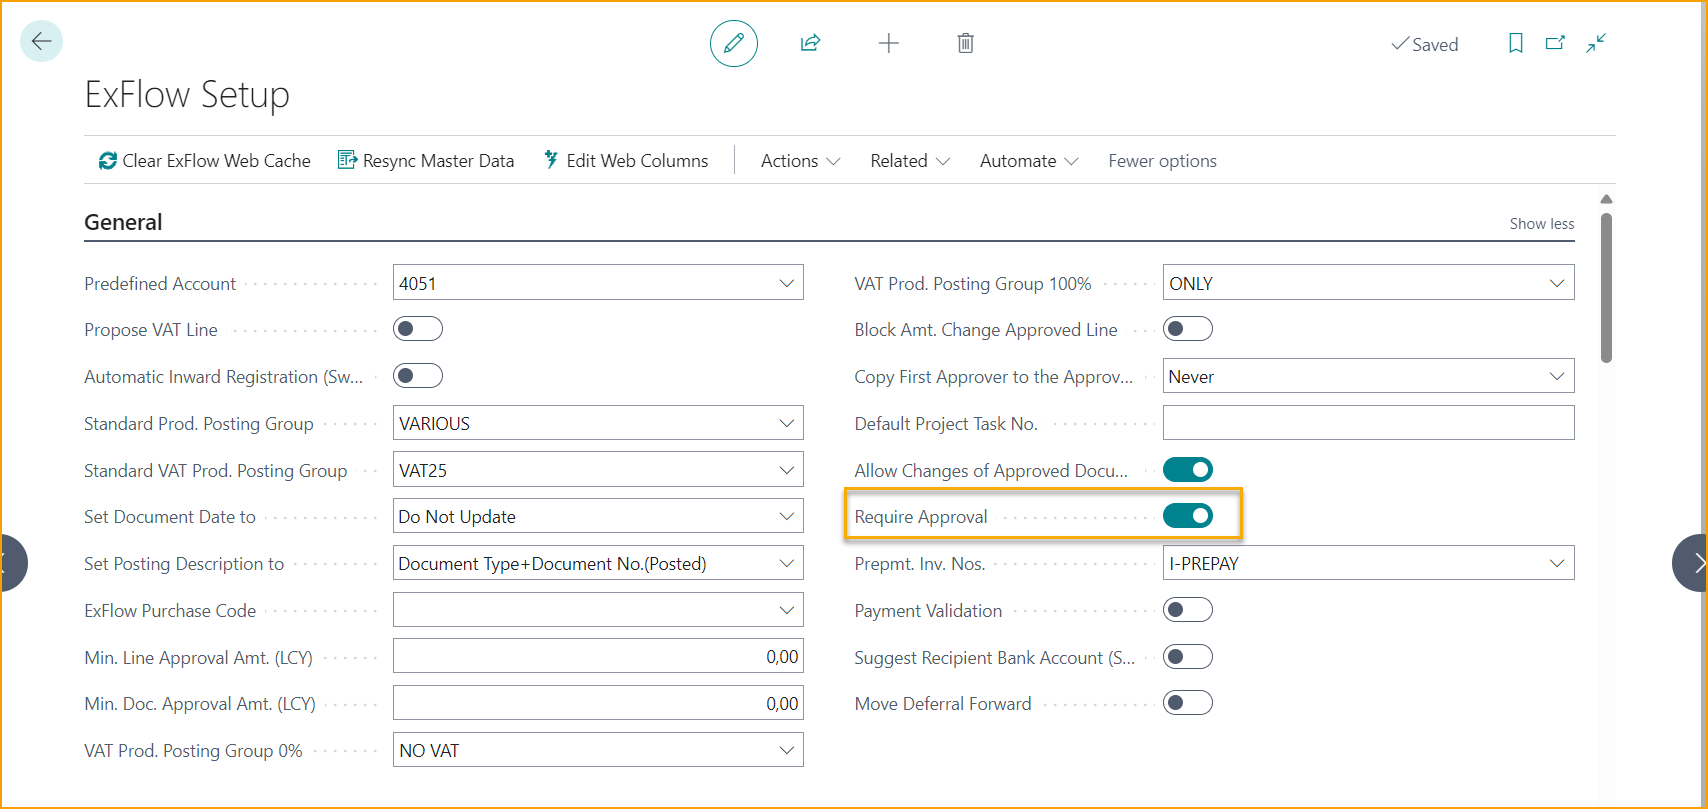 Saved
ExFlow Setup
Clear ExFlow Web Cache Resync Master Data Edit Web Columns Actions Related Automate Fewer options
General Show less
Predefined Account 4051
Propose VAT Line
Automatic Inward Registration (Sw...
Standard Prod. Posting Group VARIOUS
Standard VAT Prod. Posting Group VAT25
Set Document Date to Do Not Update
Set Posting Description to Document Type+Document No.(Posted)
ExFlow Purchase Code
Min. Line Approval Amt. (LCY) 0,00
Min. Doc. Approval Amt. (LCY) 0,00
VAT Prod. Posting Group 0% NO VAT
VAT Prod. Posting Group 100% ONLY
Block Amt. Change Approved Line
Copy First Approver to the Approv... Never
Default Project Task No.
Allow Changes of Approved Docu...
Require Approval
Prepmt. Inv. Nos. I-PREPAY
Payment Validation
Suggest Recipient Bank Account (S...
Move Deferral Forward